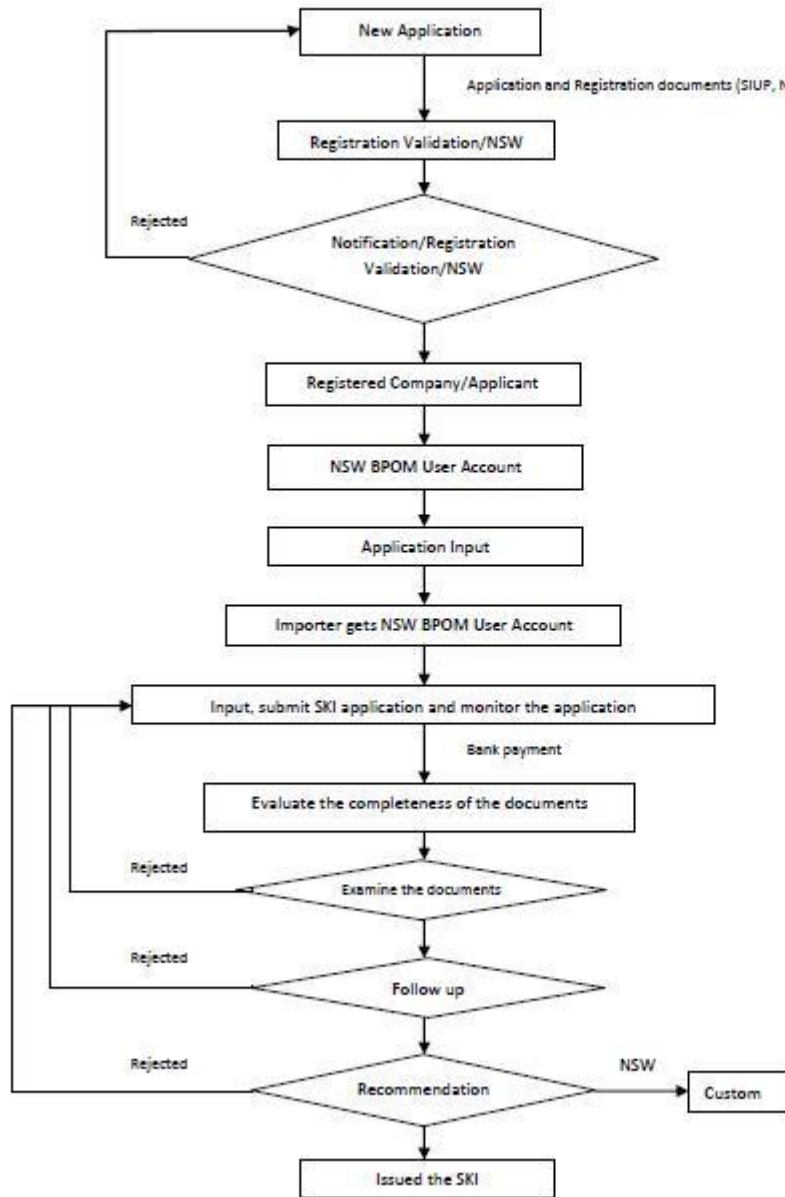 New Application
Application and Registration documents (SIUP, N
Registration Validation/NSW
Rejected
Notification/Registration
Validation/NSW
Registered Company/Applicant
NSW BPOM User Account
Application Input
Importer gets NSW BPOM User Account
Input, submit SKI application and monitor the application
Bank payment
Evaluate the completeness of the documents
Rejected
Examine the documents
Rejected
Follow up
Rejected
Recommendation
NSW
Custom
Issued the SKI